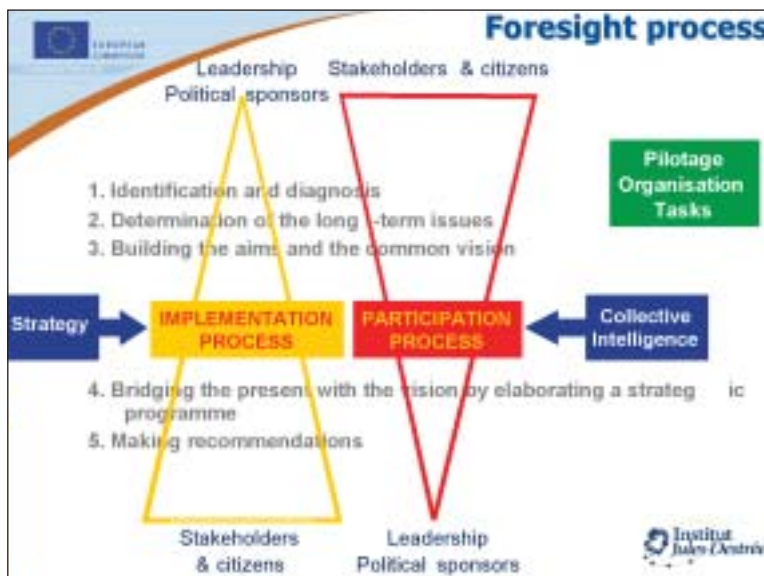 Foresight process
EUROPEAN
Leadership
Political sponsors
Stakeholders & citizens
Pilotage
Organisation
Tasks
1. Identification and diagnosis
2. Determination of the long -term issues
3. Building the aims and the common vision
Strategy
IMPLEMENTATION
PROCESS
PARTICIPATION
PROCESS
Collective
Intelligence
4. Bridging the present with the vision by elaborating a strateg ic
programme
5. Making recommendations
Stakeholders
& citizens
Leadership
Political sponsors
Institut
Jules-Destrée